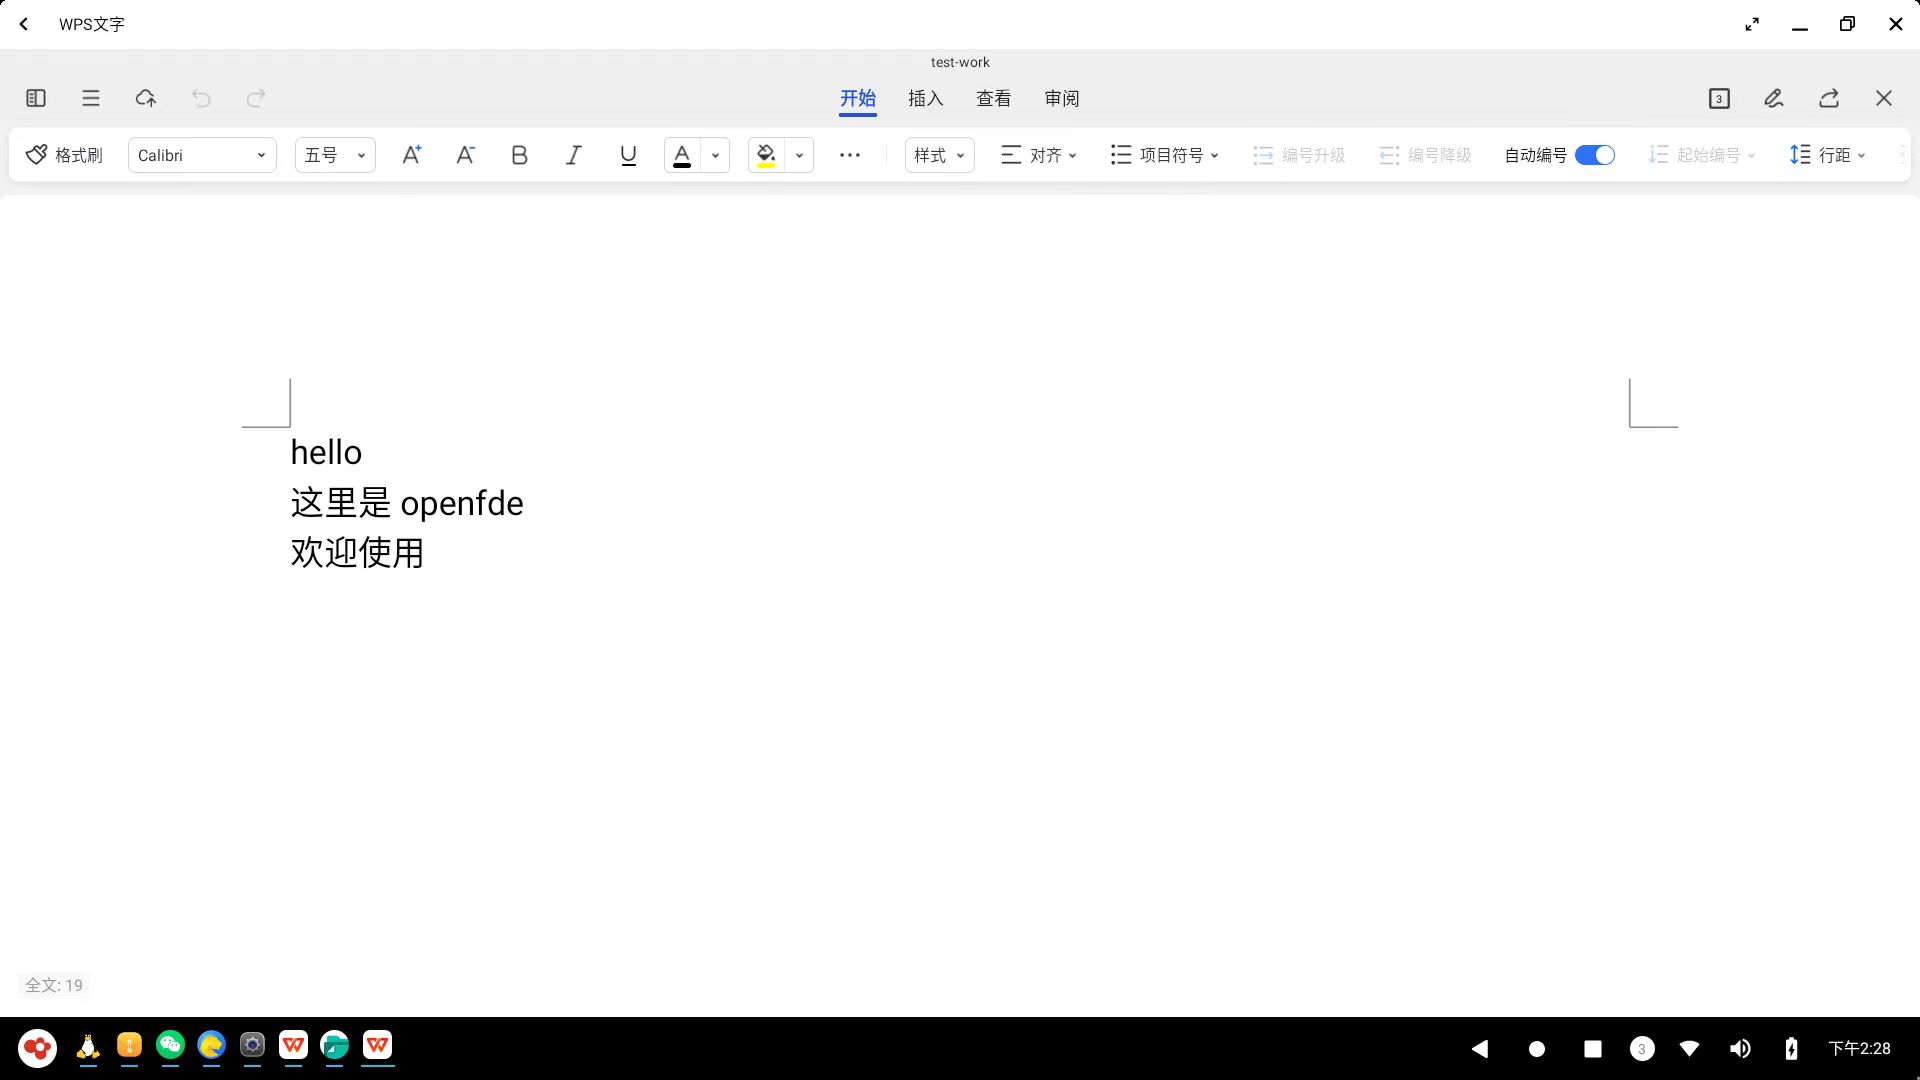 WPS文字
test-work
开始 插入 查看 审阅 3
格式刷 Calibri 五号 样式 对齐 项目符号 编号升级 编号降级 自动编号 起始编号 行距
hello
这里是 openfde
欢迎使用
全文: 19
3 下午2:28